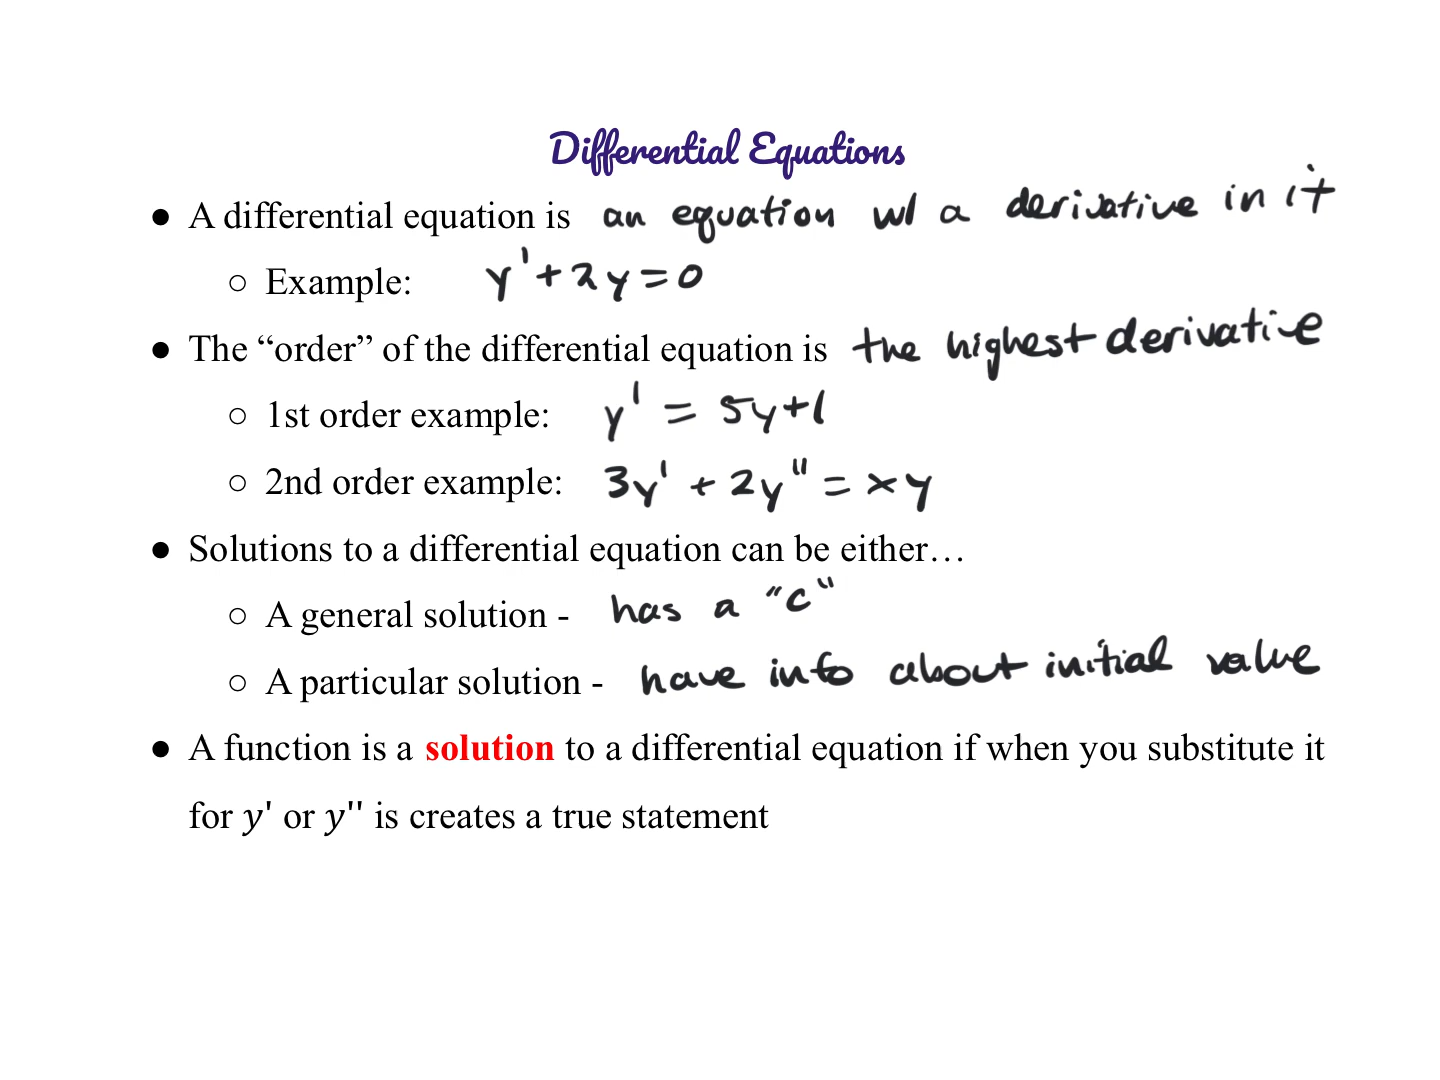 Differential Equations
● A differential equation is an equation w/ a derivative in it
○ Example: y' + 2y = 0
● The “order” of the differential equation is the highest derivative
○ 1st order example: y' = 5y + 1
○ 2nd order example: 3y' + 2y" = xy
● Solutions to a differential equation can be either…
○ A general solution - has a "c"
○ A particular solution - have info about initial value
● A function is a solution to a differential equation if when you substitute it
for y' or y'' is creates a true statement